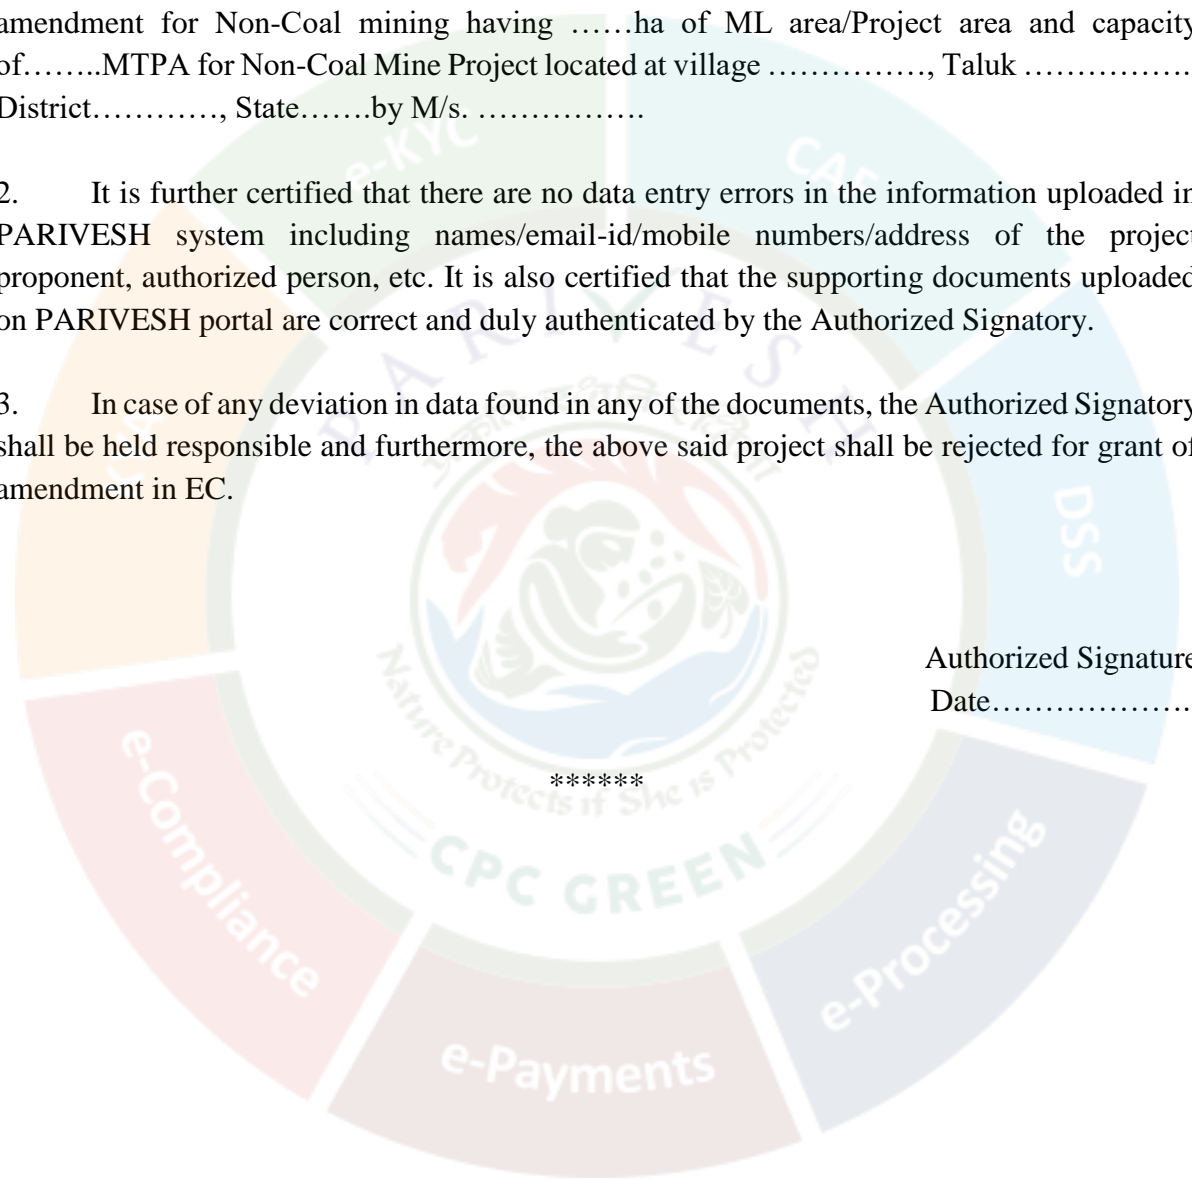 amendment for Non-Coal mining having ……ha of ML area/Project area and capacity
of……..MTPA for Non-Coal Mine Project located at village ……………, Taluk …………….
District…………, State…….by M/s. …………….
2. It is further certified that there are no data entry errors in the information uploaded in
PARIVESH system including names/email-id/mobile numbers/address of the project
proponent, authorized person, etc. It is also certified that the supporting documents uploaded
on PARIVESH portal are correct and duly authenticated by the Authorized Signatory.
3. In case of any deviation in data found in any of the documents, the Authorized Signatory
shall be held responsible and furthermore, the above said project shall be rejected for grant of
amendment in EC.
Authorized Signature
Date……………….
******
e-KYC
CAF
PARIVESH
DSS
Nature Protects if She is Protected
CPC GREEN
e-Compliance
e-Processing
e-Payments